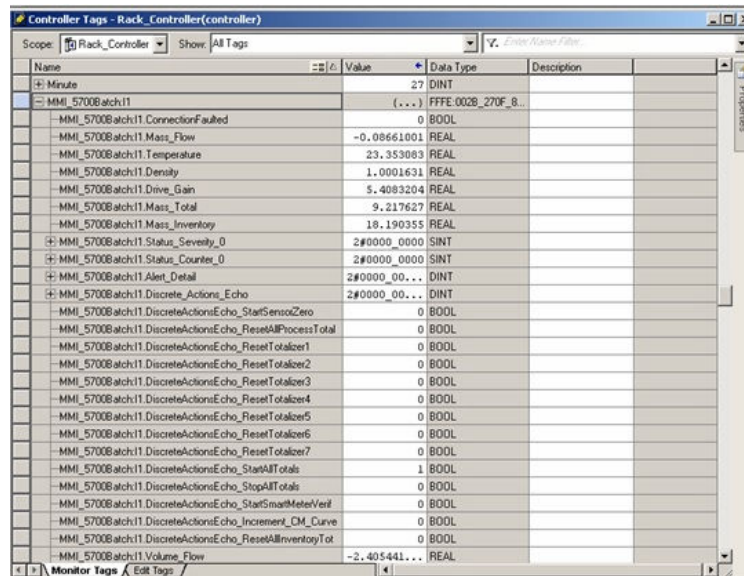 Controller Tags - Rack_Controller(controller)
Scope: Rack_Controller Show: All Tags Enter Name Filter...
Name Value Data Type Description
Minute 27 DINT
MMI_5700Batch:I1 {...} FFFE:002B_270F_8...
MMI_5700Batch:I1.ConnectionFaulted 0 BOOL
MMI_5700Batch:I1.Mass_Flow -0.08661001 REAL
MMI_5700Batch:I1.Temperature 23.353083 REAL
MMI_5700Batch:I1.Density 1.0001631 REAL
MMI_5700Batch:I1.Drive_Gain 5.4083204 REAL
MMI_5700Batch:I1.Mass_Total 9.217627 REAL
MMI_5700Batch:I1.Mass_Inventory 18.190355 REAL
MMI_5700Batch:I1.Status_Severity_0 2#0000_0000 SINT
MMI_5700Batch:I1.Status_Counter_0 2#0000_0000 SINT
MMI_5700Batch:I1.Alert_Detail 2#0000_00... DINT
MMI_5700Batch:I1.Discrete_Actions_Echo 2#0000_00... DINT
MMI_5700Batch:I1.DiscreteActionsEcho_StartSensorZero 0 BOOL
MMI_5700Batch:I1.DiscreteActionsEcho_ResetAllProcessTotal 0 BOOL
MMI_5700Batch:I1.DiscreteActionsEcho_ResetTotalizer1 0 BOOL
MMI_5700Batch:I1.DiscreteActionsEcho_ResetTotalizer2 0 BOOL
MMI_5700Batch:I1.DiscreteActionsEcho_ResetTotalizer3 0 BOOL
MMI_5700Batch:I1.DiscreteActionsEcho_ResetTotalizer4 0 BOOL
MMI_5700Batch:I1.DiscreteActionsEcho_ResetTotalizer5 0 BOOL
MMI_5700Batch:I1.DiscreteActionsEcho_ResetTotalizer6 0 BOOL
MMI_5700Batch:I1.DiscreteActionsEcho_ResetTotalizer7 0 BOOL
MMI_5700Batch:I1.DiscreteActionsEcho_StartAllTotals 1 BOOL
MMI_5700Batch:I1.DiscreteActionsEcho_StopAllTotals 0 BOOL
MMI_5700Batch:I1.DiscreteActionsEcho_StartSmartMeterVerif 0 BOOL
MMI_5700Batch:I1.DiscreteActionsEcho_Increment_CM_Curve 0 BOOL
MMI_5700Batch:I1.DiscreteActionsEcho_ResetAllInventoryTot 0 BOOL
MMI_5700Batch:I1.Volume_Flow -2.405441... REAL
Monitor Tags Edit Tags
Properties